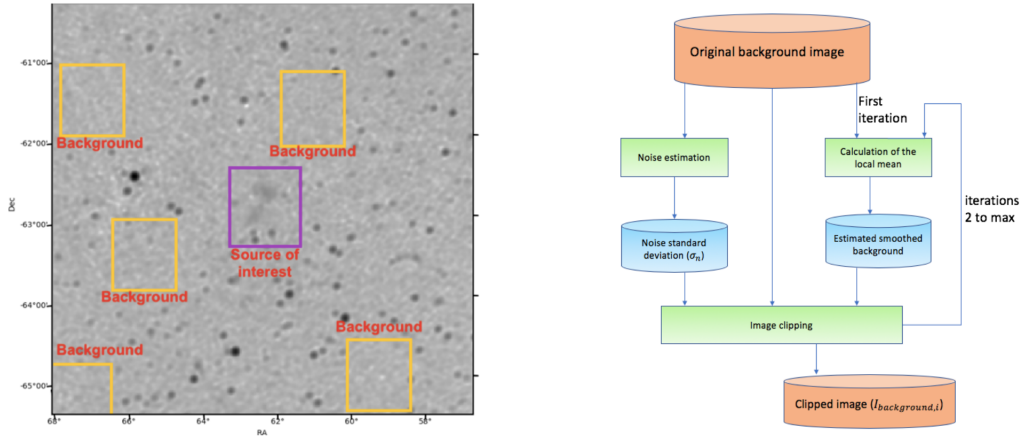 -61°00'
-62°00'
-63°00'
-64°00'
-65°00'
Dec
68°
66°
64°
62°
60°
58°
RA
Background
Background
Source of
interest
Background
Background
Background
Original background image
First
iteration
Noise estimation
Calculation of the
local mean
iterations
2 to max
Noise standard
deviation (σₙ)
Estimated smoothed
background
Image clipping
Clipped image (I_background,i)